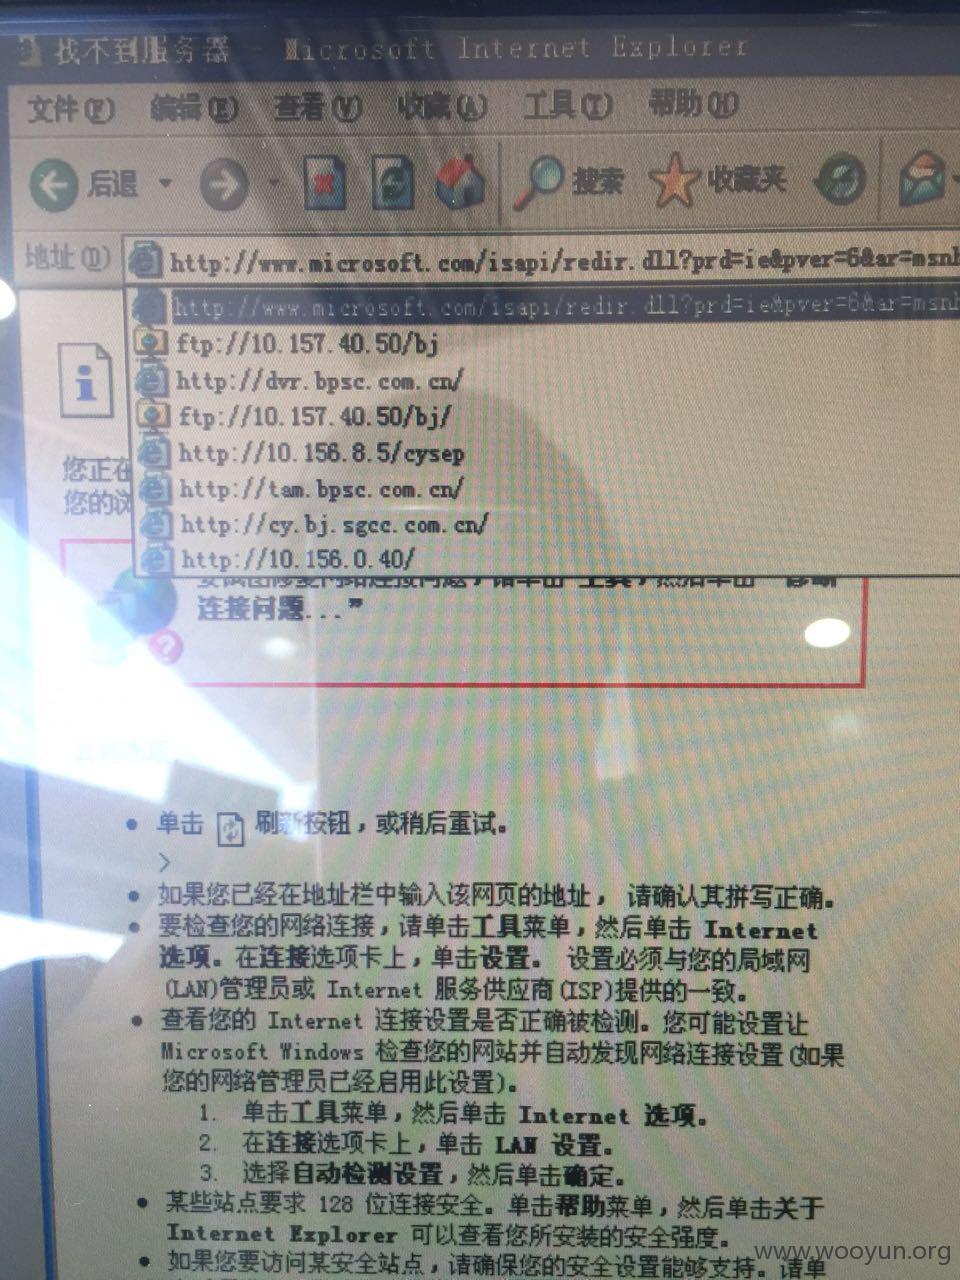 找不到服务器 - Microsoft Internet Explorer
文件(F) 编辑(E) 查看(V) 收藏(A) 工具(T) 帮助(H)
后退 搜索 收藏夹
地址(D) http://www.microsoft.com/isapi/redir.dll?prd=ie&pver=6&ar=msnh
http://www.microsoft.com/isapi/redir.dll?prd=ie&pver=6&ar=msnh
ftp://10.157.40.50/bj
http://dvr.bpsc.com.cn/
ftp://10.157.40.50/bj/
http://10.156.8.5/cysep
http://tam.bpsc.com.cn/
http://cy.bj.sgcc.com.cn/
http://10.156.0.40/
您正在
您的浏
连接问题..."
• 单击 刷新按钮，或稍后重试。
• 如果您已经在地址栏中输入该网页的地址， 请确认其拼写正确。
• 要检查您的网络连接，请单击工具菜单，然后单击 Internet
选项。在连接选项卡上，单击设置。 设置必须与您的局域网
(LAN)管理员或 Internet 服务供应商(ISP)提供的一致。
• 查看您的 Internet 连接设置是否正确被检测。您可能设置让
Microsoft Windows 检查您的网站并自动发现网络连接设置(如果
您的网络管理员已经启用此设置)。
1. 单击工具菜单，然后单击 Internet 选项。
2. 在连接选项卡上，单击 LAN 设置。
3. 选择自动检测设置，然后单击确定。
• 某些站点要求 128 位连接安全。单击帮助菜单，然后单击关于
Internet Explorer 可以查看您所安装的安全强度。
• 如果您要访问某安全站点，请确保您的安全设置能够支持。请单
www.wooyun.org